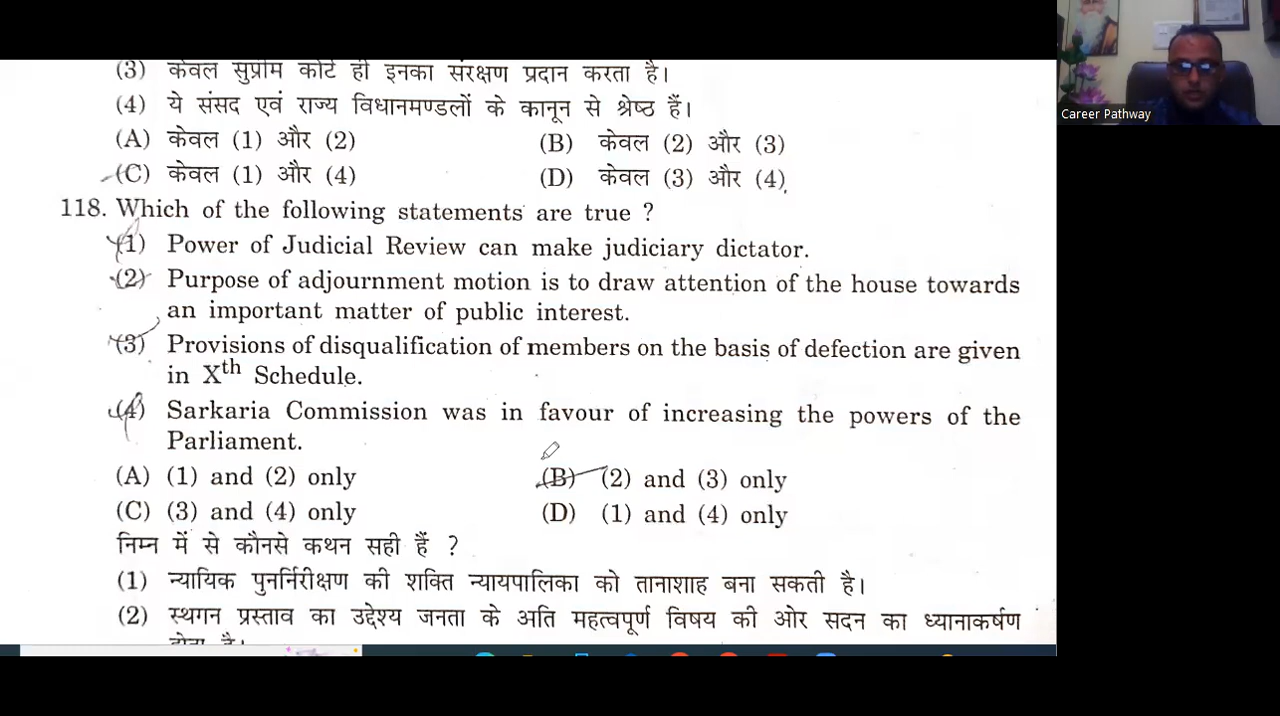 (3) केवल सुप्रीम कोर्ट ही इनका संरक्षण प्रदान करता है।
(4) ये संसद एवं राज्य विधानमण्डलों के कानून से श्रेष्ठ हैं।
(A) केवल (1) और (2) (B) केवल (2) और (3)
(C) केवल (1) और (4) (D) केवल (3) और (4)
118. Which of the following statements are true ?
(1) Power of Judicial Review can make judiciary dictator.
(2) Purpose of adjournment motion is to draw attention of the house towards
an important matter of public interest.
(3) Provisions of disqualification of members on the basis of defection are given
in Xth Schedule.
(4) Sarkaria Commission was in favour of increasing the powers of the
Parliament.
(A) (1) and (2) only (B) (2) and (3) only
(C) (3) and (4) only (D) (1) and (4) only
निम्न में से कौनसे कथन सही हैं ?
(1) न्यायिक पुनर्निरीक्षण की शक्ति न्यायपालिका को तानाशाह बना सकती है।
(2) स्थगन प्रस्ताव का उद्देश्य जनता के अति महत्वपूर्ण विषय की ओर सदन का ध्यानाकर्षण
Career Pathway